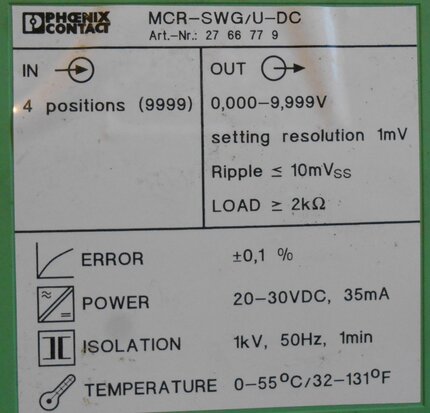 PHŒNIX CONTACT
MCR-SWG/U-DC
Art.-Nr.: 27 66 77 9
IN
4 positions (9999)
OUT
0,000-9,999V
setting resolution 1mV
Ripple ≤ 10mVSS
LOAD ≥ 2kΩ
ERROR ±0,1 %
POWER 20-30VDC, 35mA
ISOLATION 1kV, 50Hz, 1min
TEMPERATURE 0-55°C/32-131°F